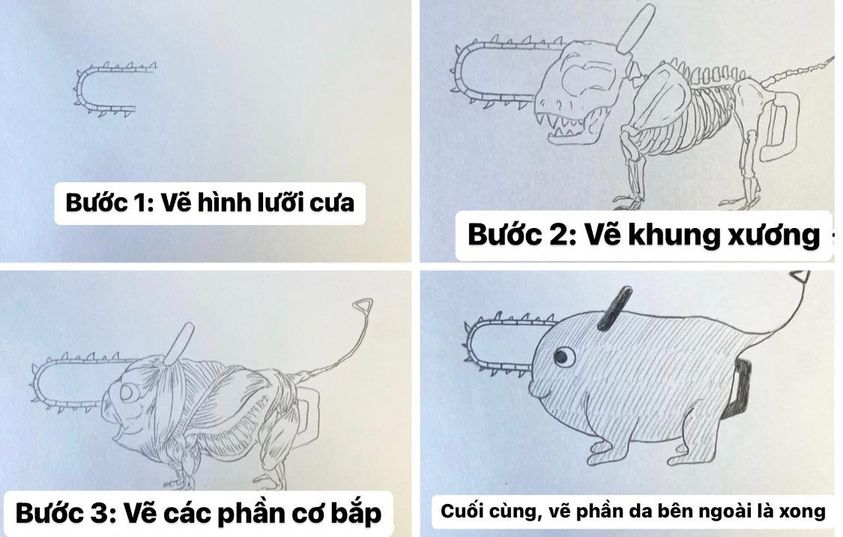 Bước 1: Vẽ hình lưỡi cưa
Bước 2: Vẽ khung xương
Bước 3: Vẽ các phần cơ bắp
Cuối cùng, vẽ phần da bên ngoài là xong